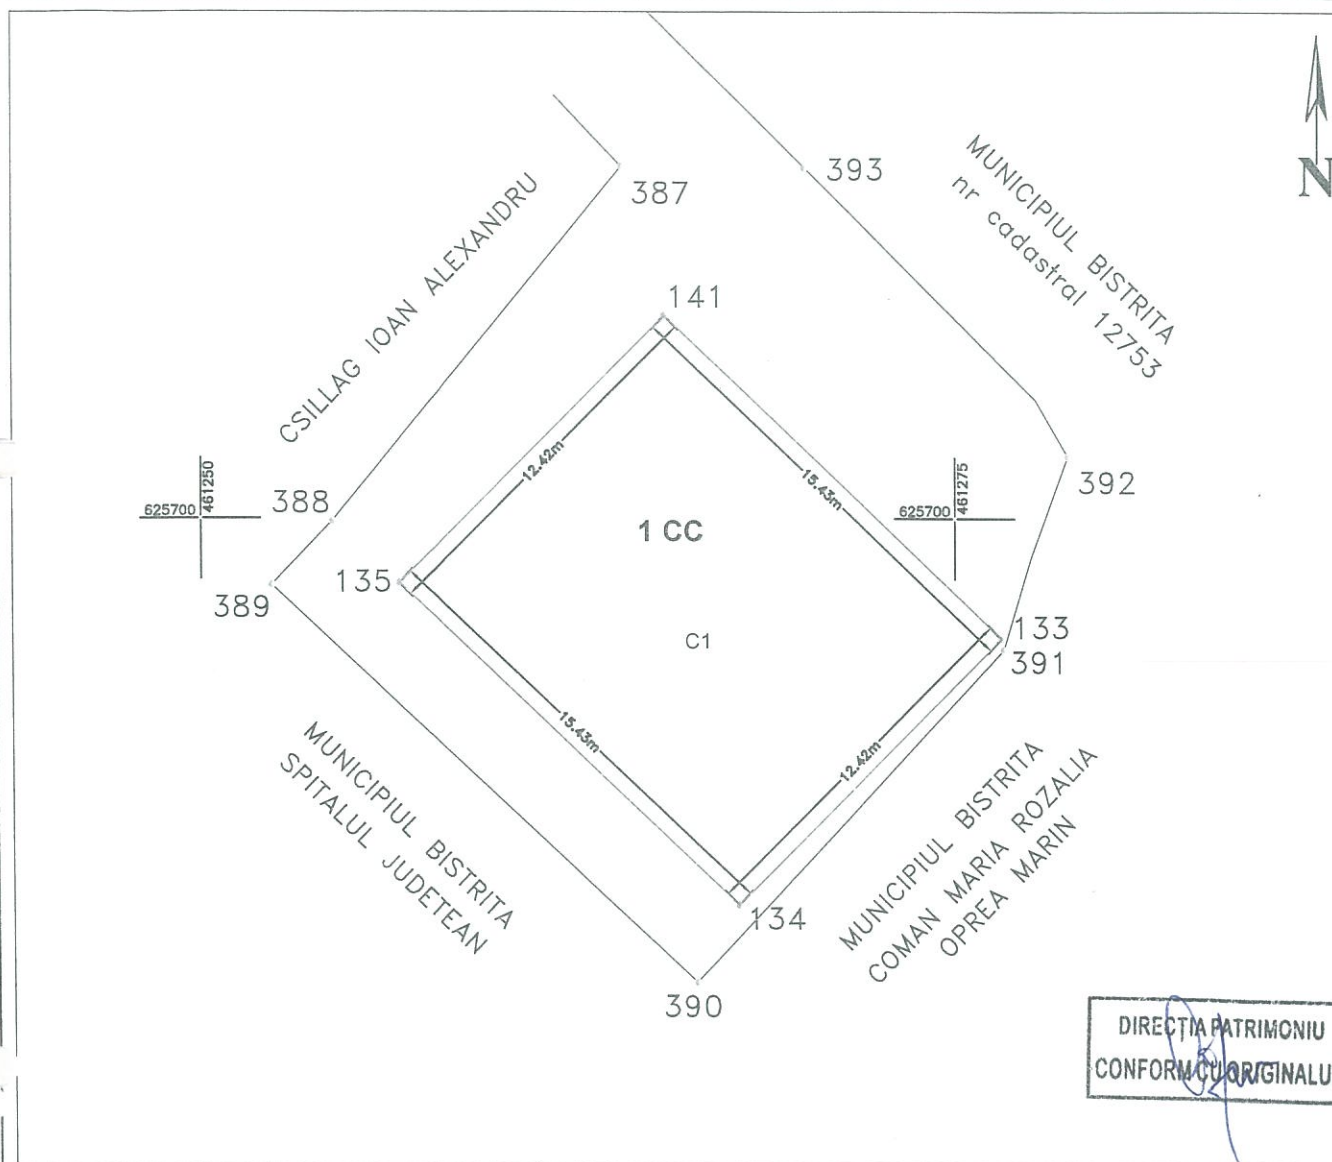 393
387
MUNICIPIUL BISTRITA
nr cadastral 12753
N
CSILLAG IOAN ALEXANDRU
141
12.42m
15.43m
392
625700
461250
388
625700
461275
1 CC
135
389
C1
133
391
15.43m
12.42m
MUNICIPIUL BISTRITA
SPITALUL JUDETEAN
MUNICIPIUL BISTRITA
COMAN MARIA ROZALIA
OPREA MARIN
134
390
DIRECȚIA PATRIMONIU
CONFORM CU ORIGINALU